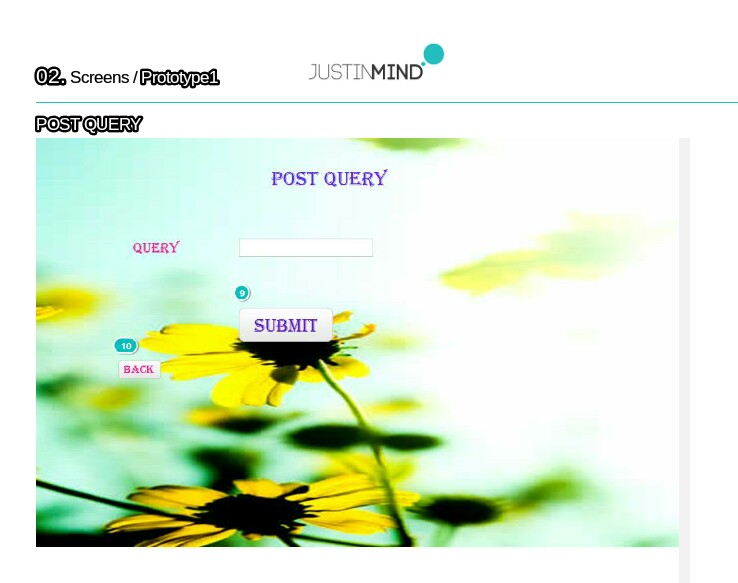 02. Screens / Prototype1
JUSTINMIND
POST QUERY
POST QUERY
QUERY
9
SUBMIT
10
BACK